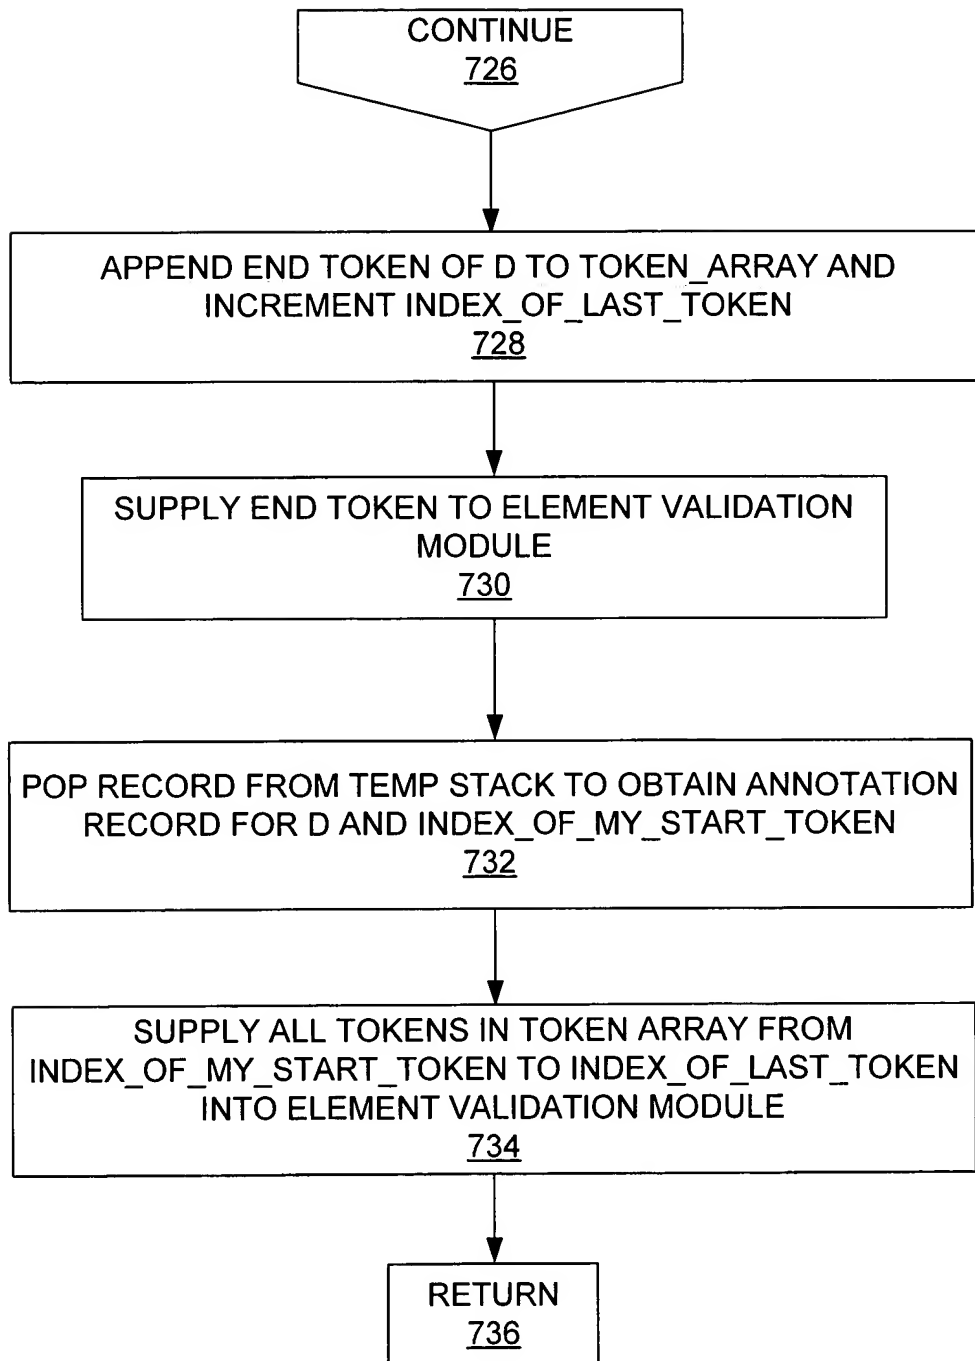 CONTINUE
726
APPEND END TOKEN OF D TO TOKEN_ARRAY AND
INCREMENT INDEX_OF_LAST_TOKEN
728
SUPPLY END TOKEN TO ELEMENT VALIDATION
MODULE
730
POP RECORD FROM TEMP STACK TO OBTAIN ANNOTATION
RECORD FOR D AND INDEX_OF_MY_START_TOKEN
732
SUPPLY ALL TOKENS IN TOKEN ARRAY FROM
INDEX_OF_MY_START_TOKEN TO INDEX_OF_LAST_TOKEN
INTO ELEMENT VALIDATION MODULE
734
RETURN
736